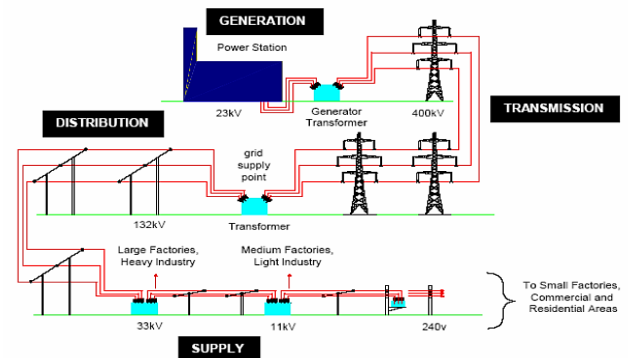 GENERATION
Power Station
23kV
Generator
Transformer
400kV
TRANSMISSION
DISTRIBUTION
grid
supply
point
132kV
Transformer
Large Factories,
Heavy Industry
Medium Factories,
Light Industry
To Small Factories,
Commercial and
Residential Areas
33kV
11kV
240v
SUPPLY